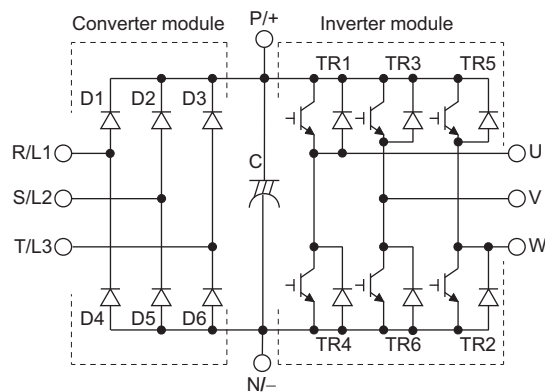 Converter module
P/+
Inverter module
D1
D2
D3
TR1
TR3
TR5
R/L1
C
U
S/L2
V
T/L3
W
D4
D5
D6
TR4
TR6
TR2
N/−